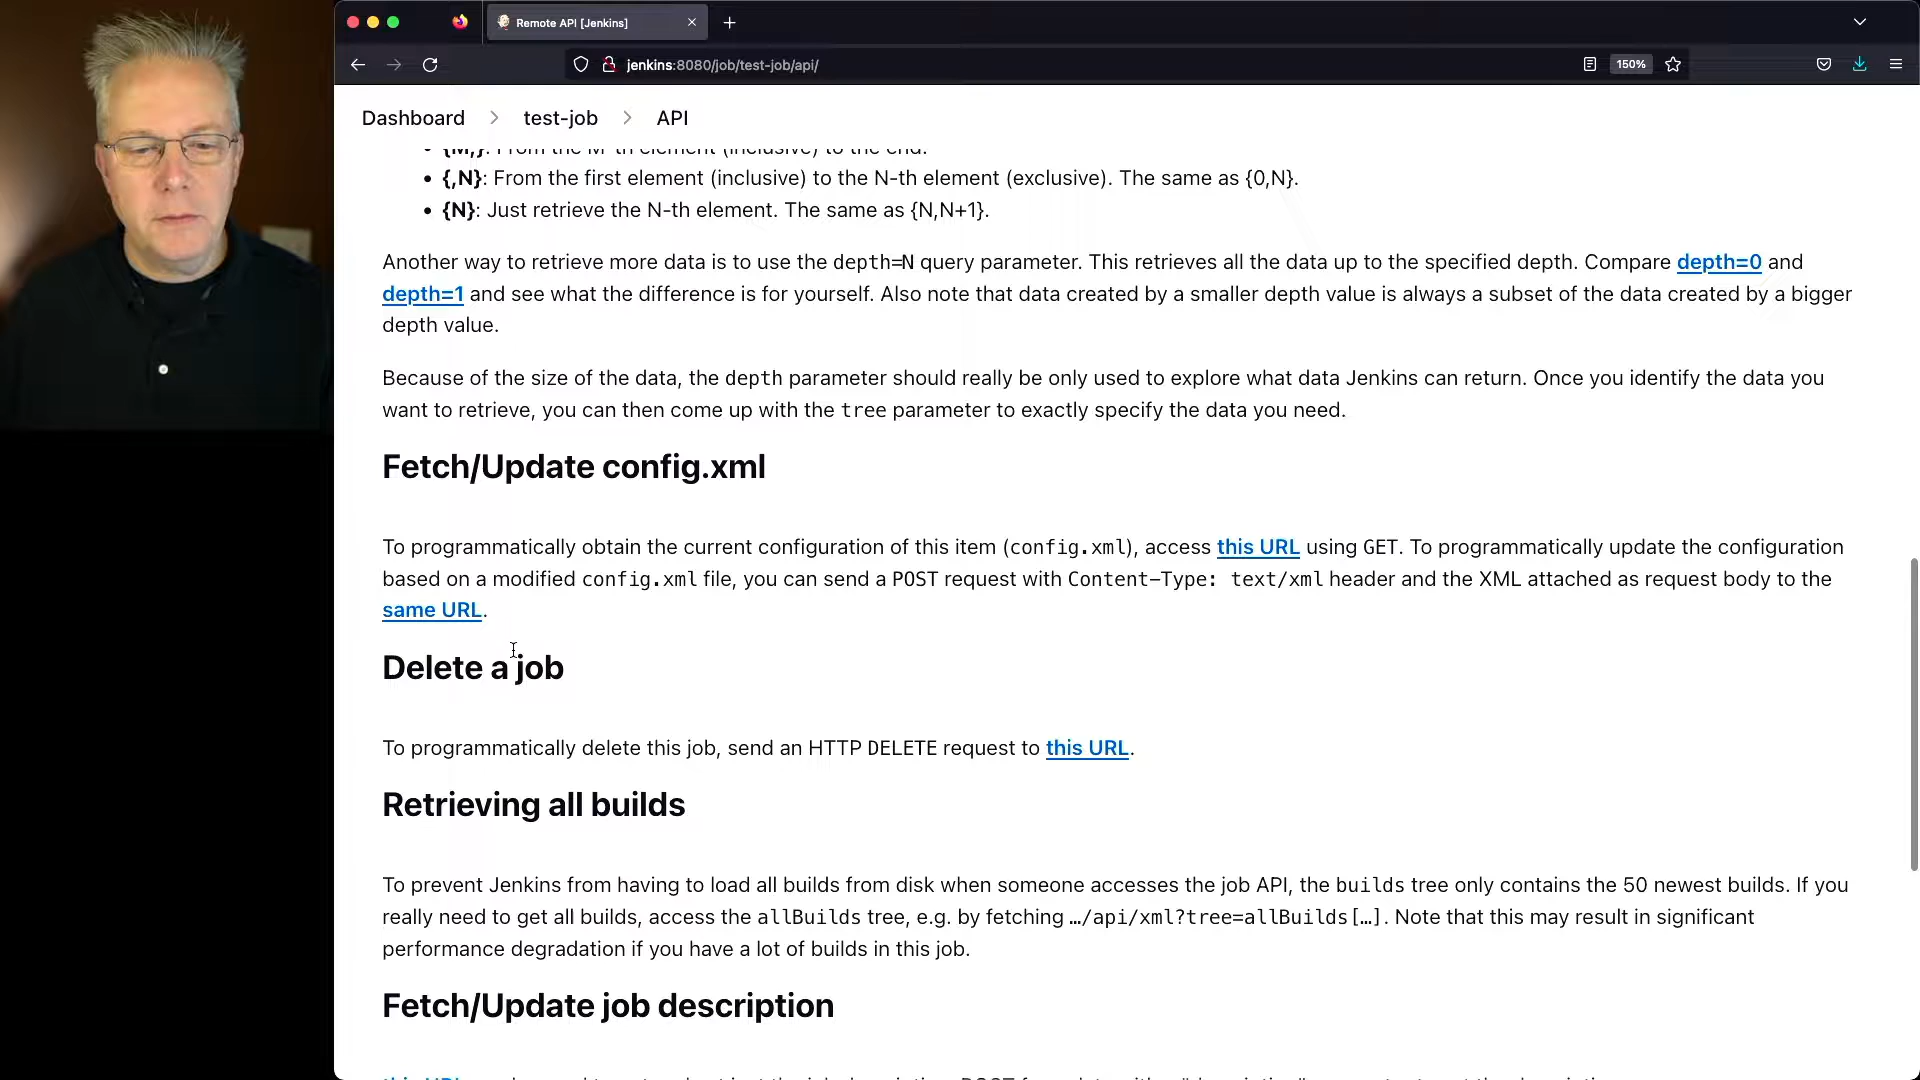 Remote API [Jenkins]
jenkins:8080/job/test-job/api/
150%
Dashboard
test-job
API
{M,}: From the M-th element (inclusive) to the end.
• {,N}: From the first element (inclusive) to the N-th element (exclusive). The same as {0,N}.
• {N}: Just retrieve the N-th element. The same as {N,N+1}.
Another way to retrieve more data is to use the depth=N query parameter. This retrieves all the data up to the specified depth. Compare depth=0 and
depth=1 and see what the difference is for yourself. Also note that data created by a smaller depth value is always a subset of the data created by a bigger
depth value.
Because of the size of the data, the depth parameter should really be only used to explore what data Jenkins can return. Once you identify the data you
want to retrieve, you can then come up with the tree parameter to exactly specify the data you need.
Fetch/Update config.xml
To programmatically obtain the current configuration of this item (config.xml), access this URL using GET. To programmatically update the configuration
based on a modified config.xml file, you can send a POST request with Content-Type: text/xml header and the XML attached as request body to the
same URL.
Delete a job
To programmatically delete this job, send an HTTP DELETE request to this URL.
Retrieving all builds
To prevent Jenkins from having to load all builds from disk when someone accesses the job API, the builds tree only contains the 50 newest builds. If you
really need to get all builds, access the allBuilds tree, e.g. by fetching …/api/xml?tree=allBuilds[…]. Note that this may result in significant
performance degradation if you have a lot of builds in this job.
Fetch/Update job description